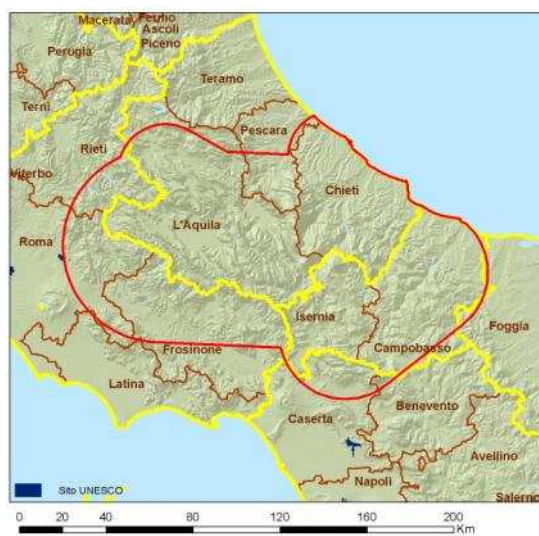 Macerata
Fermo
Ascoli
Piceno
Perugia
Teramo
Terni
Pescara
Rieti
Viterbo
Chieti
L'Aquila
Roma
Isernia
Foggia
Campobasso
Frosinone
Latina
Benevento
Caserta
Avellino
Napoli
Sito UNESCO
Salerno
0 20 40 80 120 160 200
Km